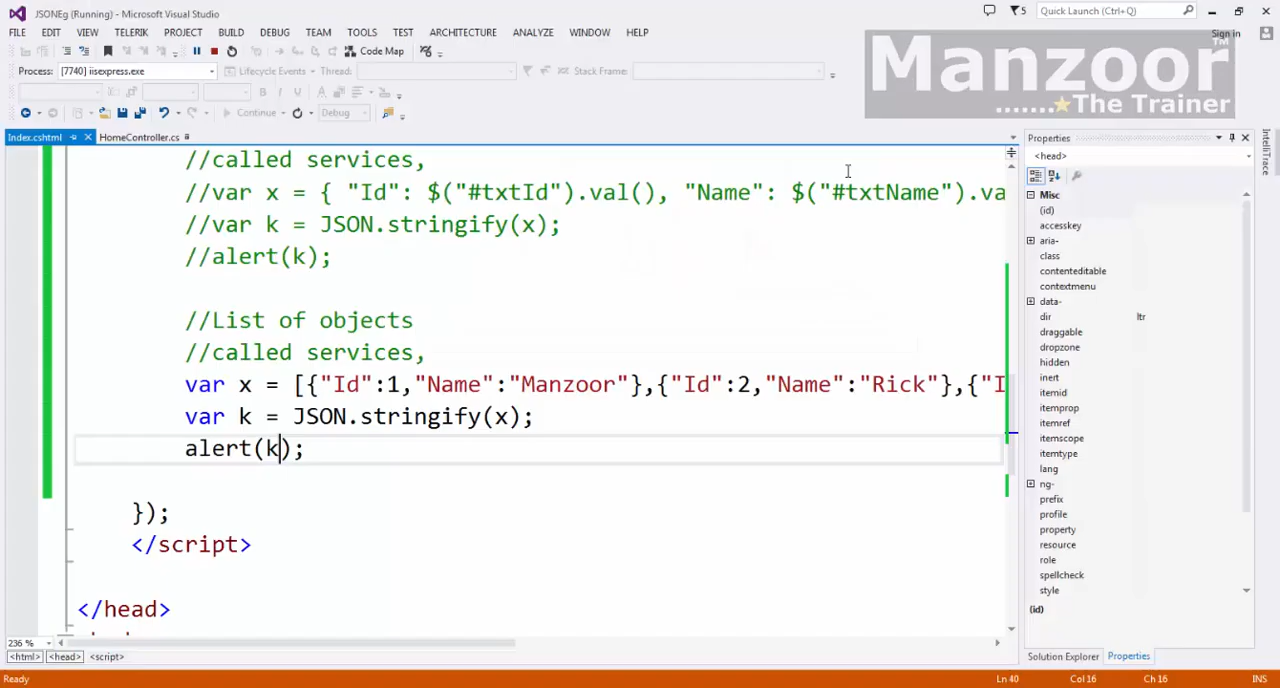 JSONEg (Running) - Microsoft Visual Studio
5
Quick Launch (Ctrl+Q)
FILE EDIT VIEW TELERIK PROJECT BUILD DEBUG TEAM TOOLS TEST ARCHITECTURE ANALYZE WINDOW HELP
Sign in
Code Map
Process: [7740] iisexpress.exe Lifecycle Events Thread: Stack Frame:
Manzoor™
.......★The Trainer
Continue Debug
Index.cshtml HomeController.cs
//called services,
//var x = { "Id": $("#txtId").val(), "Name": $("#txtName").va
//var k = JSON.stringify(x);
//alert(k);
//List of objects
//called services,
var x = [{"Id":1,"Name":"Manzoor"},{"Id":2,"Name":"Rick"},{"I
var k = JSON.stringify(x);
alert(k);
});
</script>
</head>
236 %
<html> <head> <script>
Properties
<head>
Misc
(id)
accesskey
aria-
class
contenteditable
contextmenu
data-
dir ltr
draggable
dropzone
hidden
inert
itemid
itemprop
itemref
itemscope
itemtype
lang
ng-
prefix
profile
property
resource
role
spellcheck
style
(id)
Solution Explorer Properties
IntelliTrace
Ready Ln 40 Col 16 Ch 16 INS